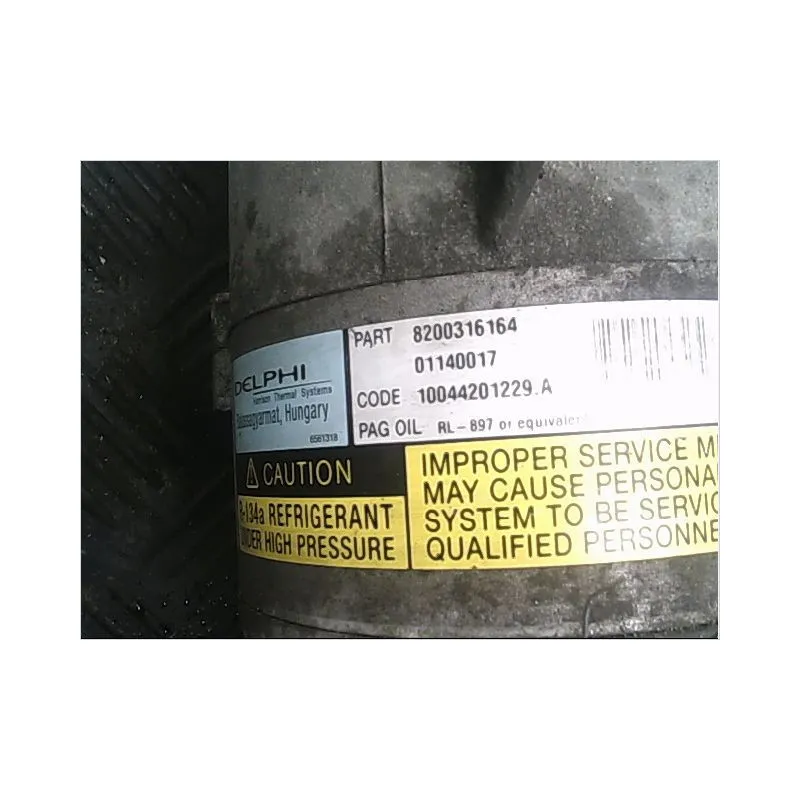 DELPHI
Harrison Thermal Systems
Hungary
6561318
PART 8200316164
01140017
CODE 10044201229.A
PAG OIL RL-897 or equivalent
CAUTION
R-134a REFRIGERANT
UNDER HIGH PRESSURE
IMPROPER SERVICE M
MAY CAUSE PERSONA
SYSTEM TO BE SERVIC
QUALIFIED PERSONNE